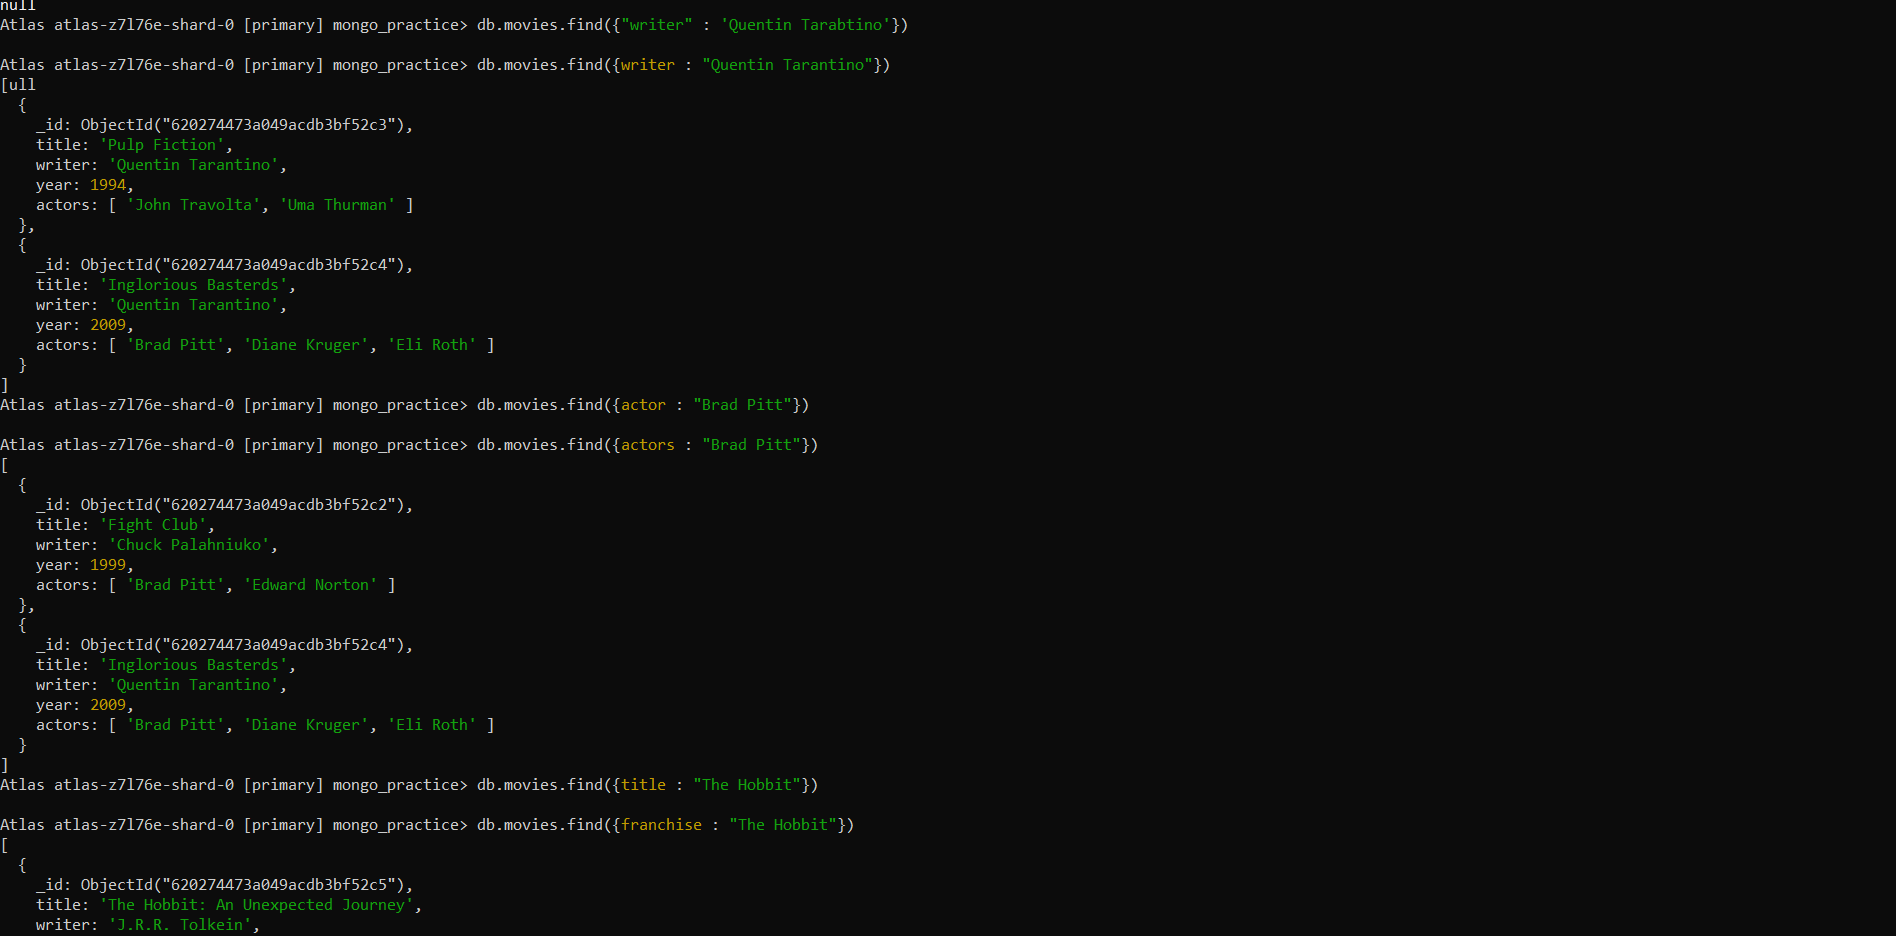 null
Atlas atlas-z7l76e-shard-0 [primary] mongo_practice> db.movies.find({"writer" : 'Quentin Tarabtino'})
Atlas atlas-z7l76e-shard-0 [primary] mongo_practice> db.movies.find({writer : "Quentin Tarantino"})
[ull
  {
    _id: ObjectId("620274473a049acdb3bf52c3"),
    title: 'Pulp Fiction',
    writer: 'Quentin Tarantino',
    year: 1994,
    actors: [ 'John Travolta', 'Uma Thurman' ]
  },
  {
    _id: ObjectId("620274473a049acdb3bf52c4"),
    title: 'Inglorious Basterds',
    writer: 'Quentin Tarantino',
    year: 2009,
    actors: [ 'Brad Pitt', 'Diane Kruger', 'Eli Roth' ]
  }
]
Atlas atlas-z7l76e-shard-0 [primary] mongo_practice> db.movies.find({actor : "Brad Pitt"})
Atlas atlas-z7l76e-shard-0 [primary] mongo_practice> db.movies.find({actors : "Brad Pitt"})
[
  {
    _id: ObjectId("620274473a049acdb3bf52c2"),
    title: 'Fight Club',
    writer: 'Chuck Palahniuko',
    year: 1999,
    actors: [ 'Brad Pitt', 'Edward Norton' ]
  },
  {
    _id: ObjectId("620274473a049acdb3bf52c4"),
    title: 'Inglorious Basterds',
    writer: 'Quentin Tarantino',
    year: 2009,
    actors: [ 'Brad Pitt', 'Diane Kruger', 'Eli Roth' ]
  }
]
Atlas atlas-z7l76e-shard-0 [primary] mongo_practice> db.movies.find({title : "The Hobbit"})
Atlas atlas-z7l76e-shard-0 [primary] mongo_practice> db.movies.find({franchise : "The Hobbit"})
[
  {
    _id: ObjectId("620274473a049acdb3bf52c5"),
    title: 'The Hobbit: An Unexpected Journey',
    writer: 'J.R.R. Tolkein',